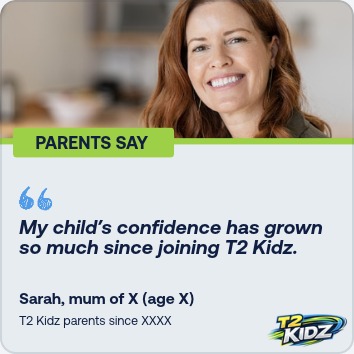 PARENTS SAY
My child's confidence has grown
so much since joining T2 Kidz.
Sarah, mum of X (age X)
T2 Kidz parents since XXXX
T2
KIDZ